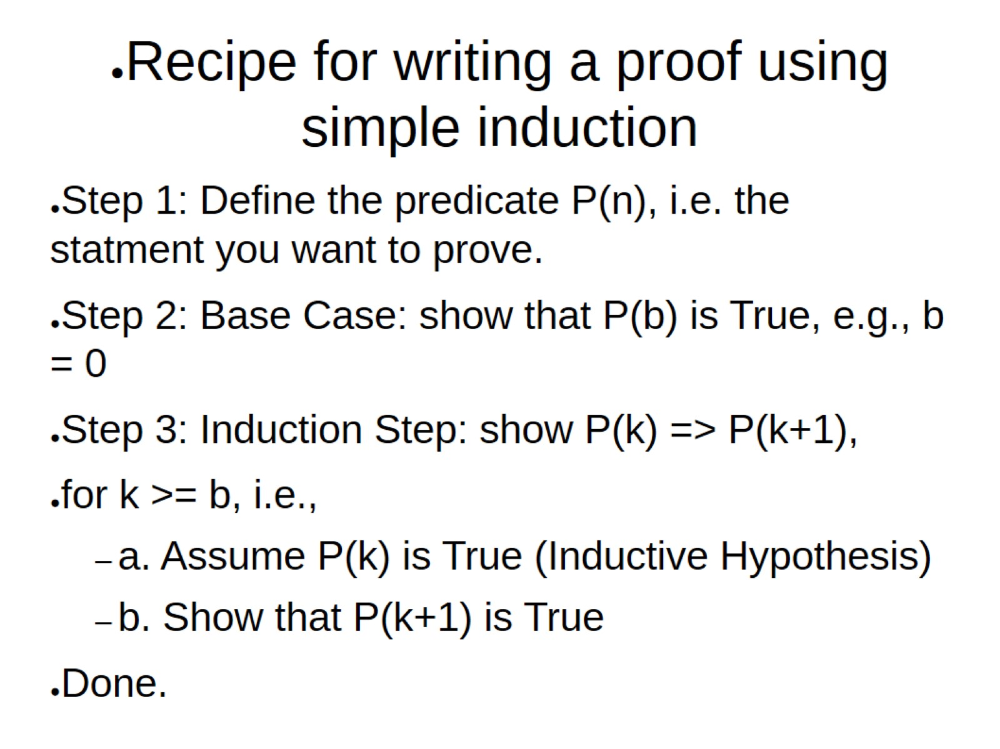 •Recipe for writing a proof using
simple induction
•Step 1: Define the predicate P(n), i.e. the
statment you want to prove.
•Step 2: Base Case: show that P(b) is True, e.g., b
= 0
•Step 3: Induction Step: show P(k) => P(k+1),
•for k >= b, i.e.,
– a. Assume P(k) is True (Inductive Hypothesis)
– b. Show that P(k+1) is True
•Done.